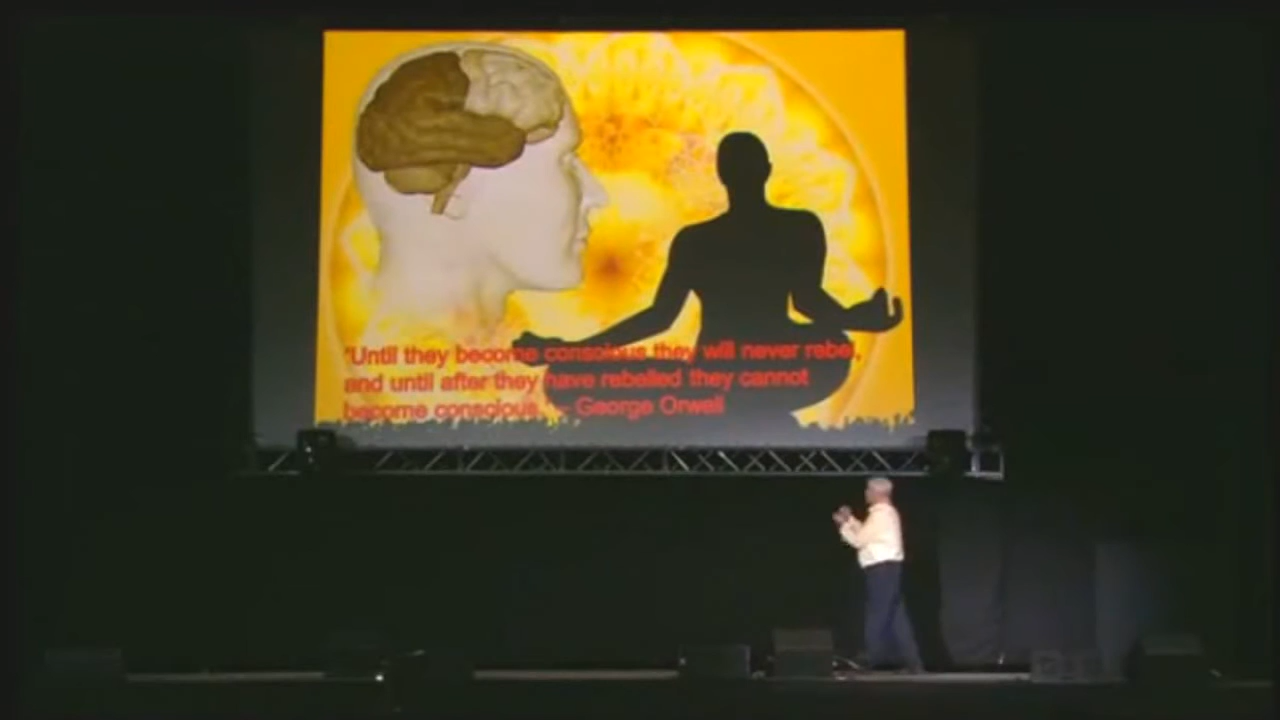 "Until they become conscious they will never rebel,
and until after they have rebelled they cannot
become conscious." – George Orwell